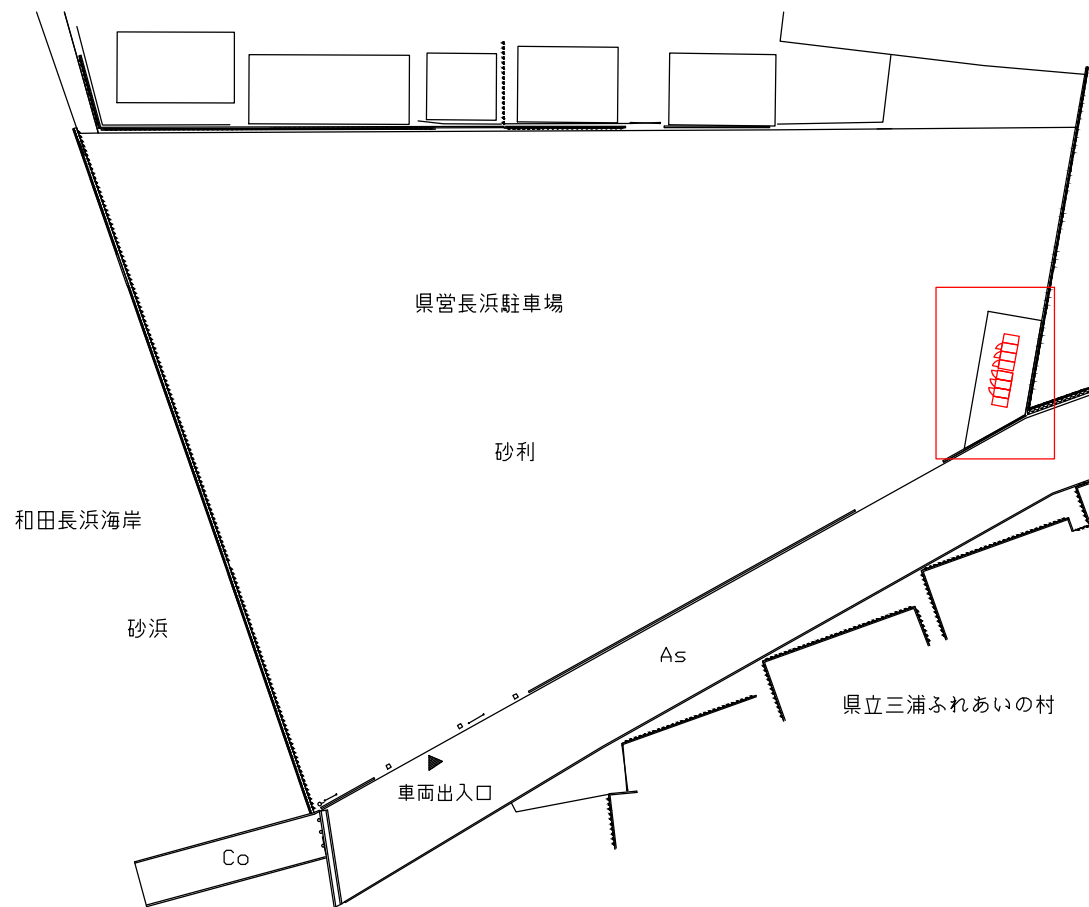 県営長浜駐車場
砂利
和田長浜海岸
砂浜
As
県立三浦ふれあいの村
車両出入口
Co